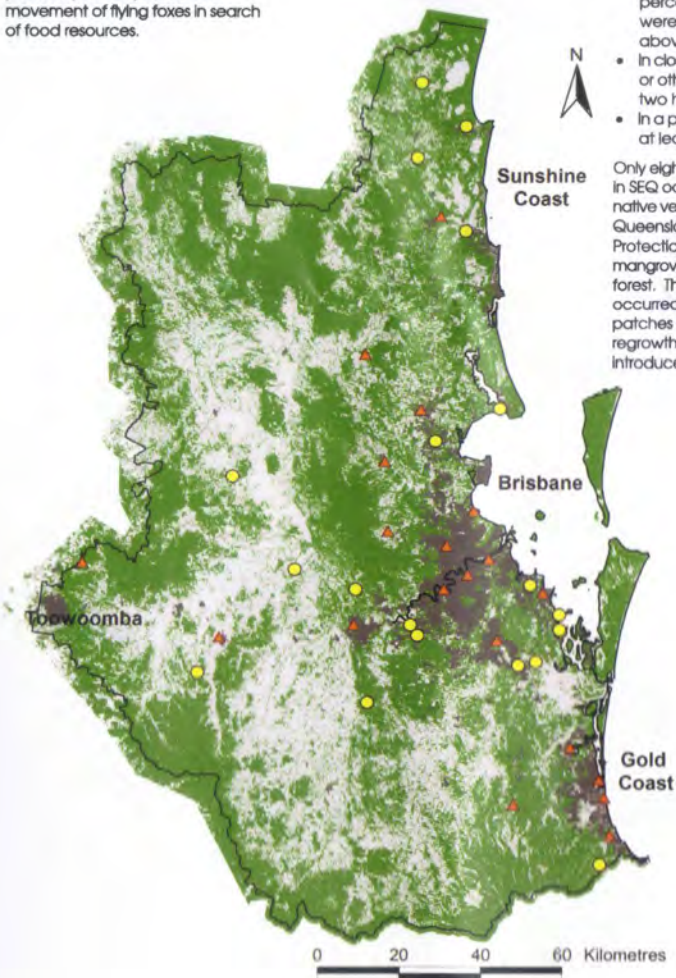 movement of flying foxes in search
of food resources.
were
above
• In clo
or oth
two h
• In a p
at lea
Only eigh
in SEQ oc
native ve
Queensla
Protectio
mangrov
forest. Th
occurred
patches
regrowth
introduce
N
Sunshine
Coast
Brisbane
Toowoomba
Gold
Coast
0 20 40 60 Kilometres